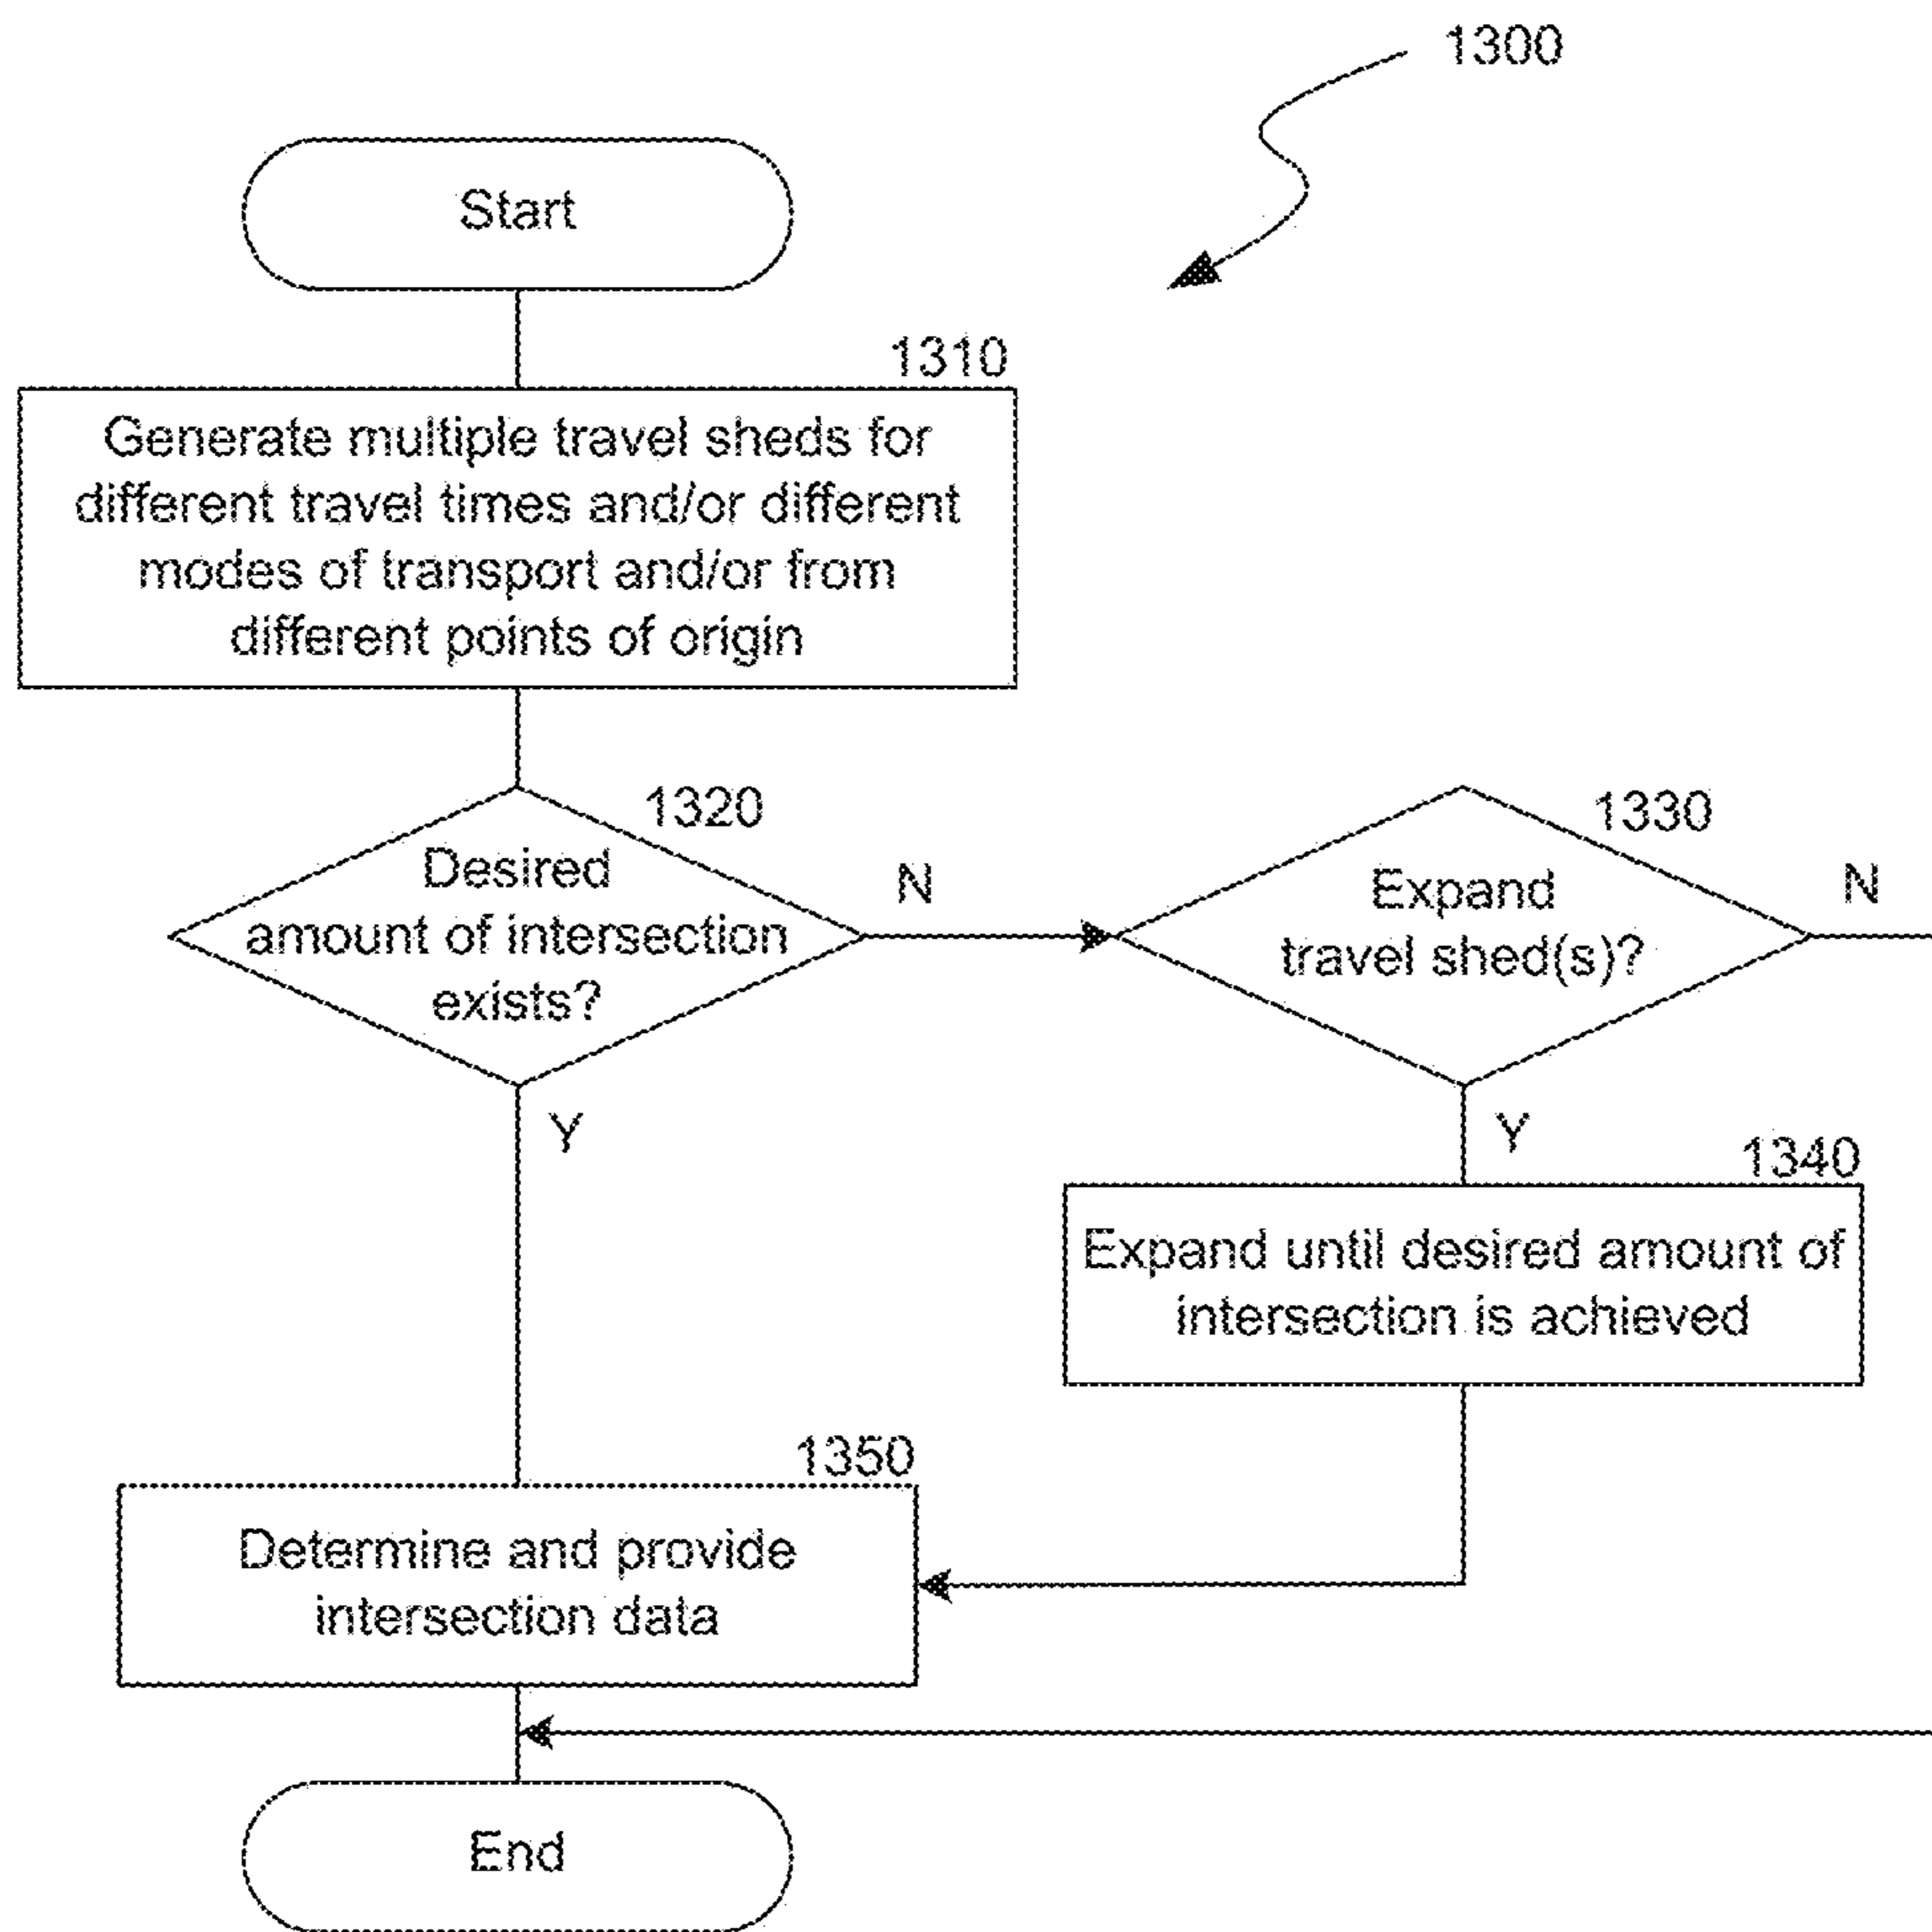 1300
Start
1310
Generate multiple travel sheds for
different travel times and/or different
modes of transport and/or from
different points of origin
1320
Desired
amount of intersection
exists?
N
Y
1330
Expand
travel shed(s)?
N
Y
1340
Expand until desired amount of
intersection is achieved
1350
Determine and provide
intersection data
End